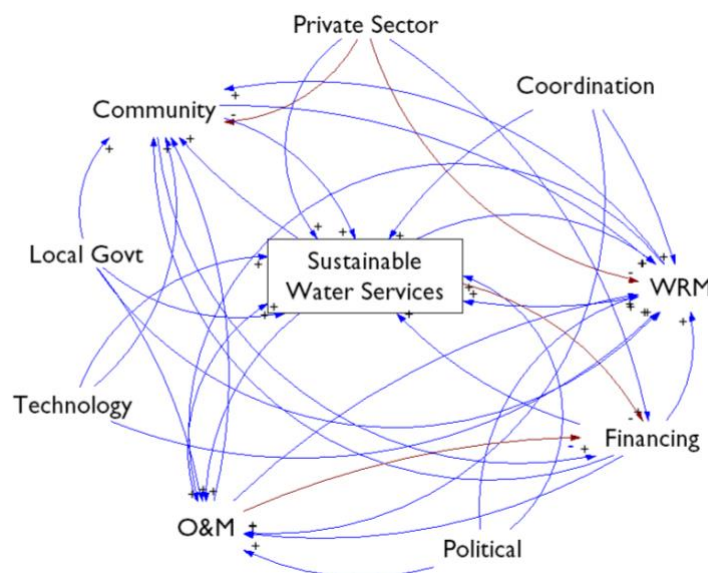 Private Sector
Coordination
Community
Local Govt
Sustainable
Water Services
WRM
Technology
Financing
O&M
Political